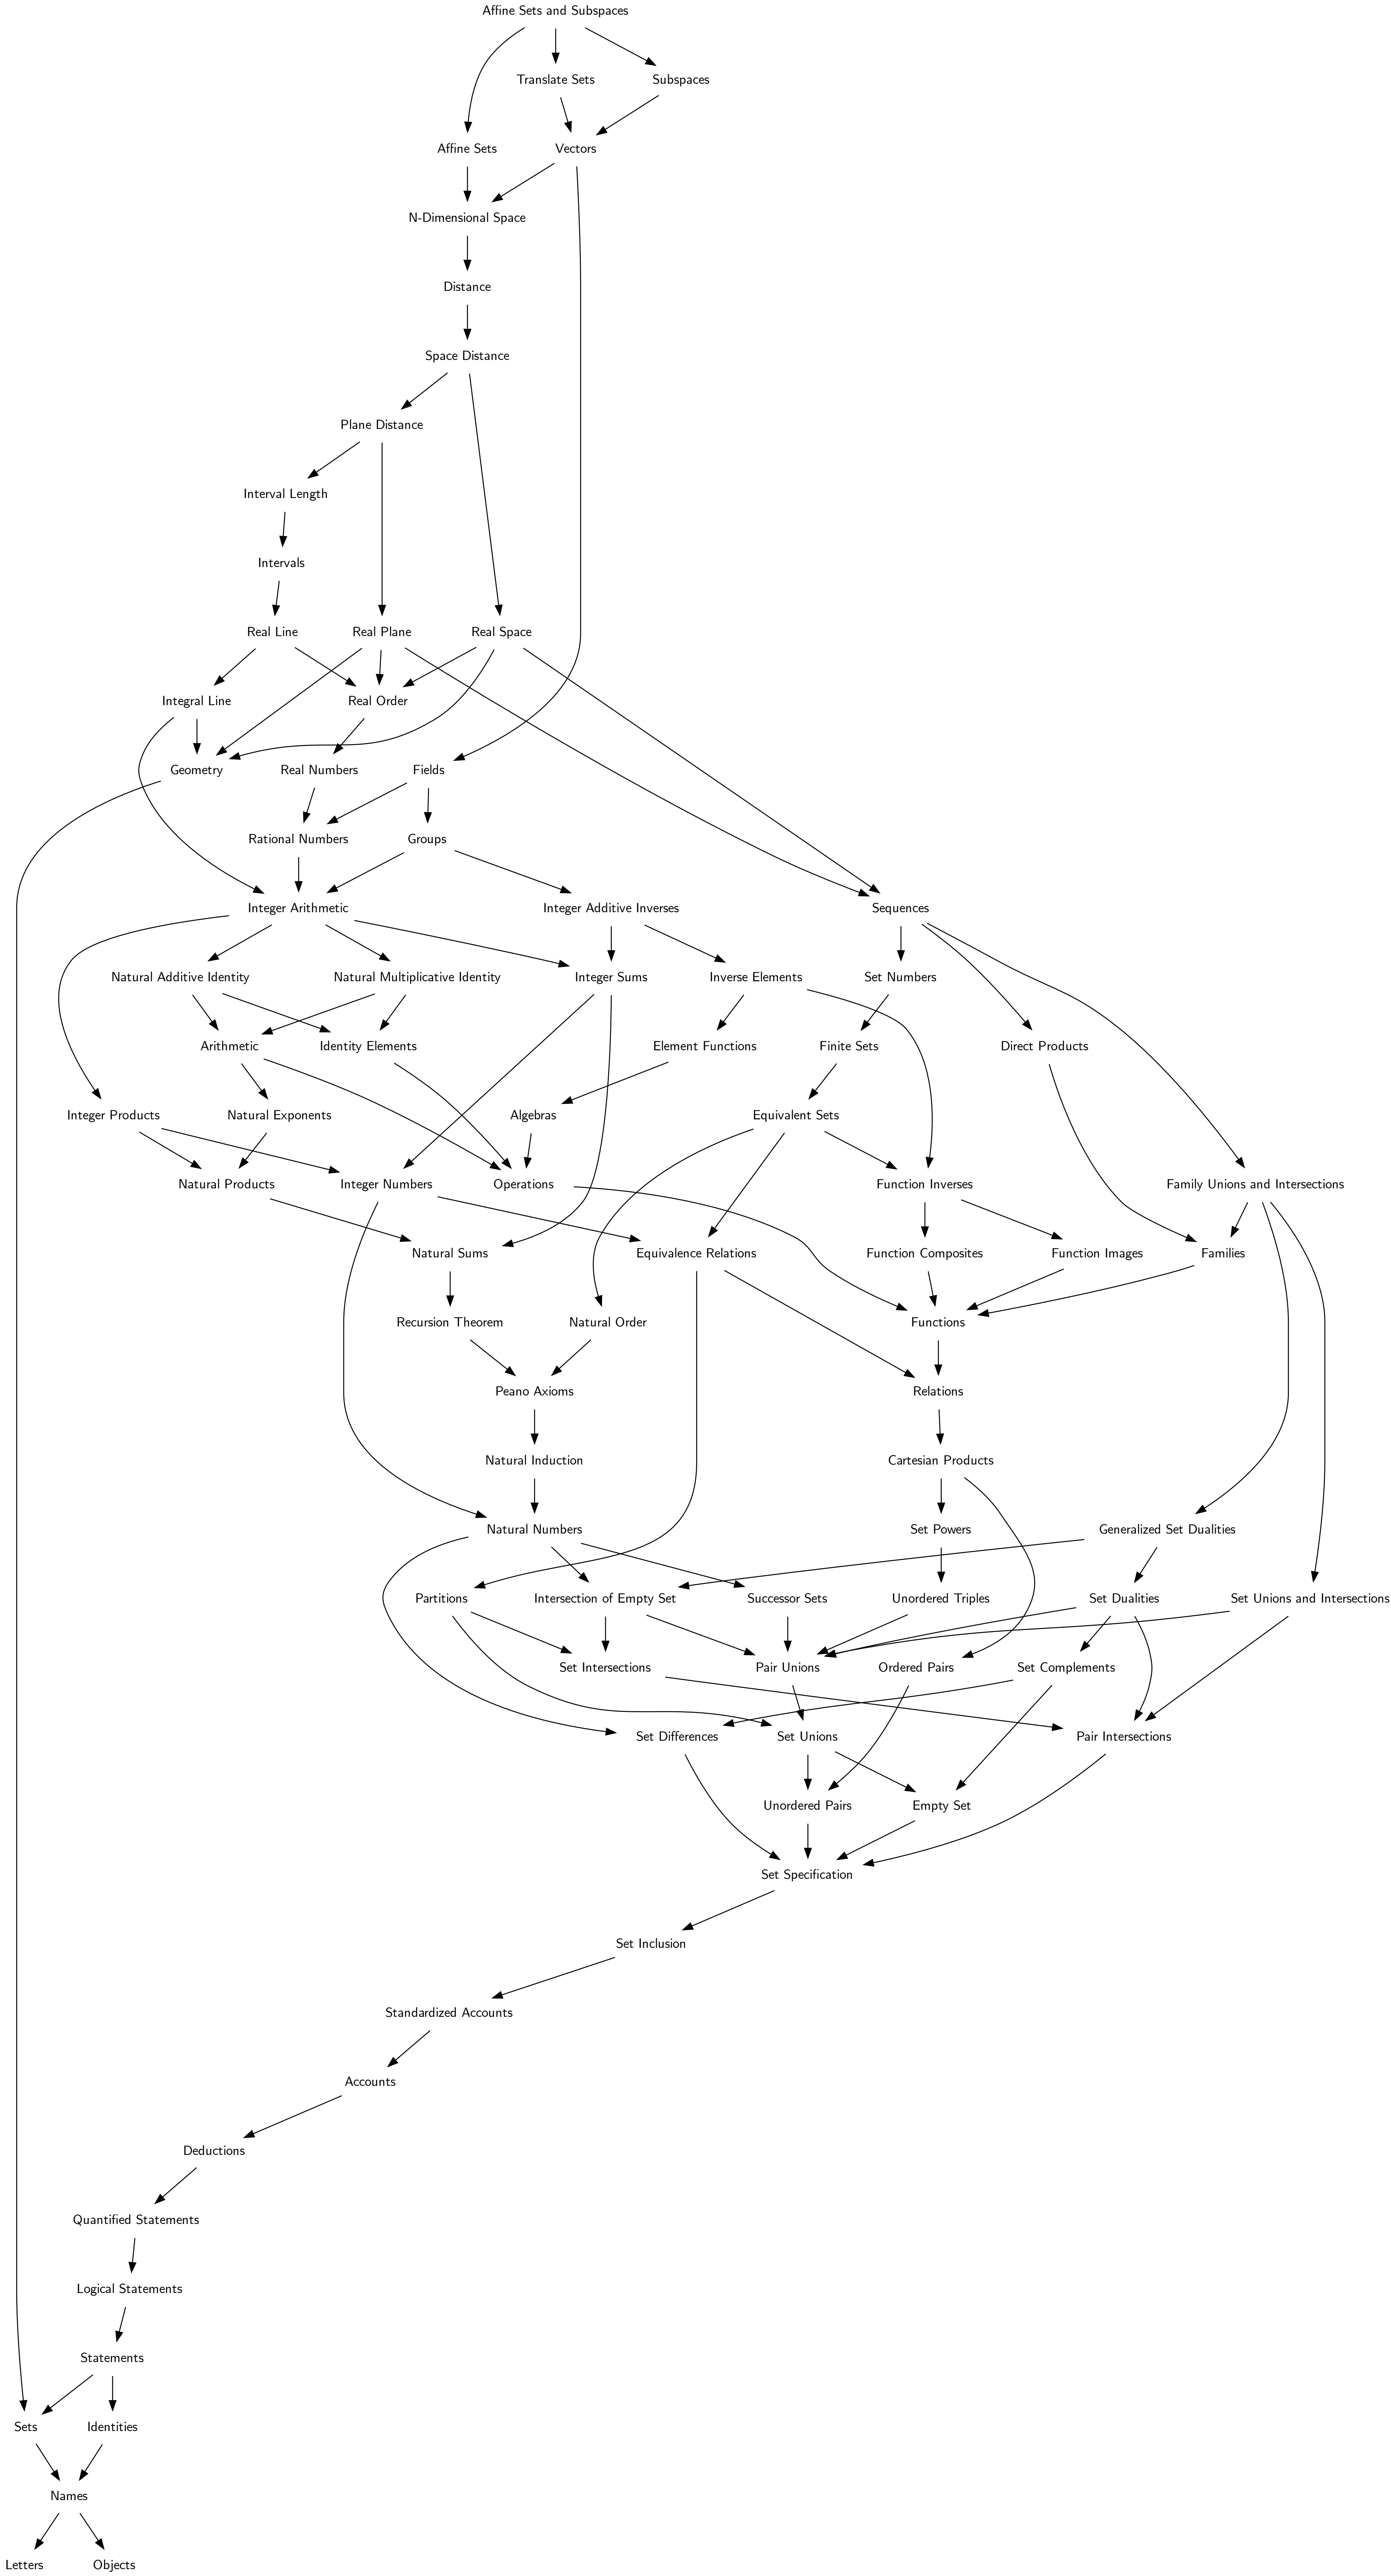 Affine Sets and Subspaces
Translate Sets
Subspaces
Affine Sets
Vectors
N-Dimensional Space
Distance
Space Distance
Plane Distance
Interval Length
Intervals
Real Line
Real Plane
Real Space
Integral Line
Real Order
Geometry
Real Numbers
Fields
Rational Numbers
Groups
Integer Arithmetic
Integer Additive Inverses
Sequences
Natural Additive Identity
Natural Multiplicative Identity
Integer Sums
Inverse Elements
Set Numbers
Arithmetic
Identity Elements
Element Functions
Finite Sets
Direct Products
Integer Products
Natural Exponents
Algebras
Equivalent Sets
Natural Products
Integer Numbers
Operations
Function Inverses
Family Unions and Intersections
Natural Sums
Equivalence Relations
Function Composites
Function Images
Families
Recursion Theorem
Natural Order
Functions
Peano Axioms
Relations
Natural Induction
Cartesian Products
Natural Numbers
Set Powers
Generalized Set Dualities
Partitions
Intersection of Empty Set
Successor Sets
Unordered Triples
Set Dualities
Set Unions and Intersections
Set Intersections
Pair Unions
Ordered Pairs
Set Complements
Set Differences
Set Unions
Pair Intersections
Unordered Pairs
Empty Set
Set Specification
Set Inclusion
Standardized Accounts
Accounts
Deductions
Quantified Statements
Logical Statements
Statements
Sets
Identities
Names
Letters
Objects